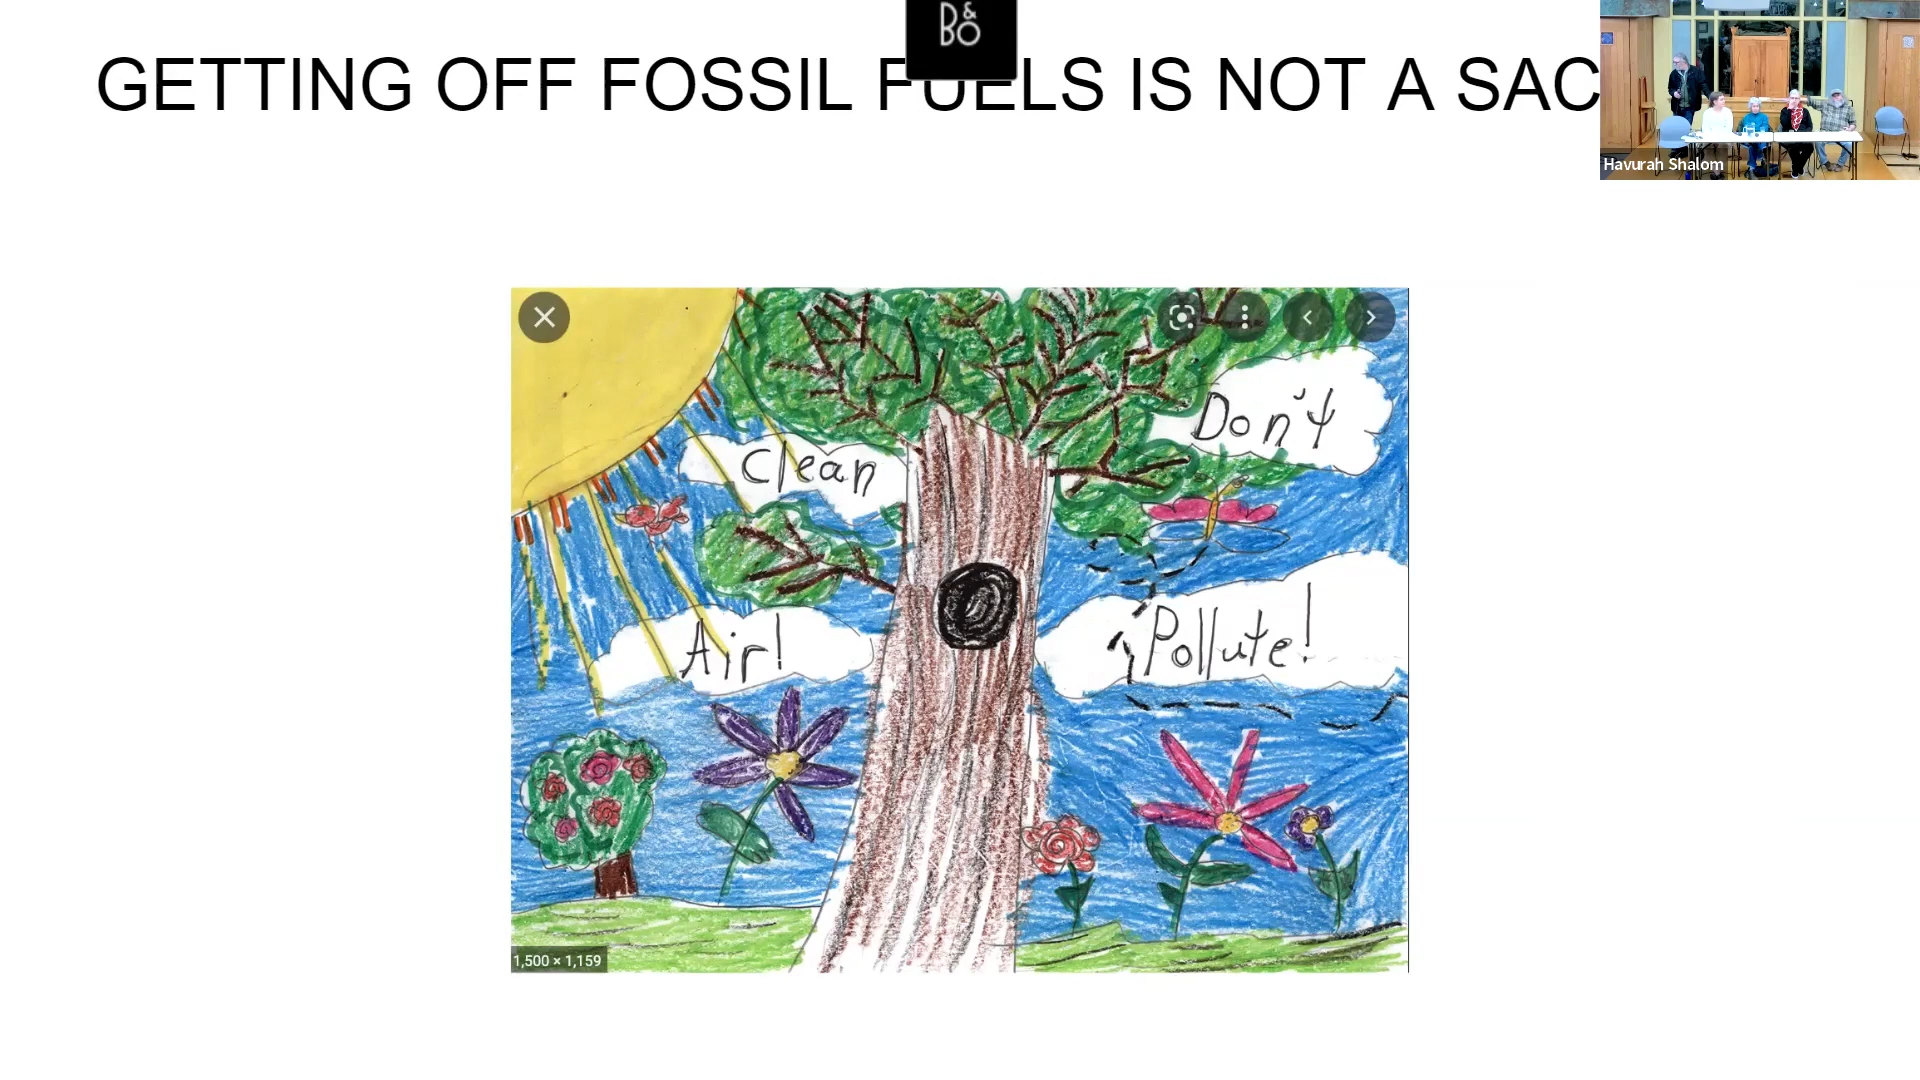 B&O
GETTING OFF FOSSIL FUELS IS NOT A SAC
Havurah Shalom
Clean
Don't
Air!
Pollute!
1,500 × 1,159